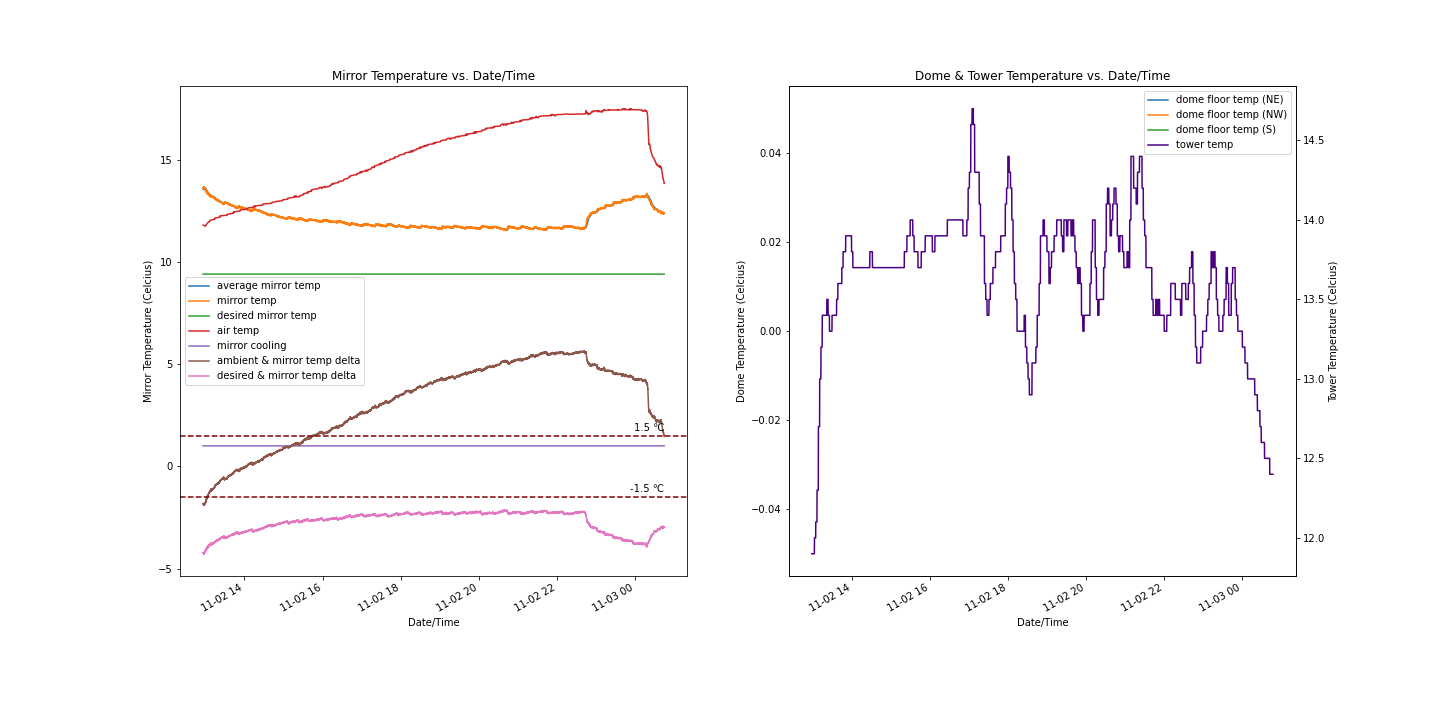 Mirror Temperature vs. Date/Time
Mirror Temperature (Celcius)
15
10
5
0
−5
average mirror temp
mirror temp
desired mirror temp
air temp
mirror cooling
ambient & mirror temp delta
desired & mirror temp delta
1.5 °C
-1.5 °C
11-02 14
11-02 16
11-02 18
11-02 20
11-02 22
11-03 00
Date/Time
Dome & Tower Temperature vs. Date/Time
Dome Temperature (Celcius)
0.04
0.02
0.00
−0.02
−0.04
dome floor temp (NE)
dome floor temp (NW)
dome floor temp (S)
tower temp
14.5
14.0
13.5
13.0
12.5
12.0
Tower Temperature (Celcius)
11-02 14
11-02 16
11-02 18
11-02 20
11-02 22
11-03 00
Date/Time